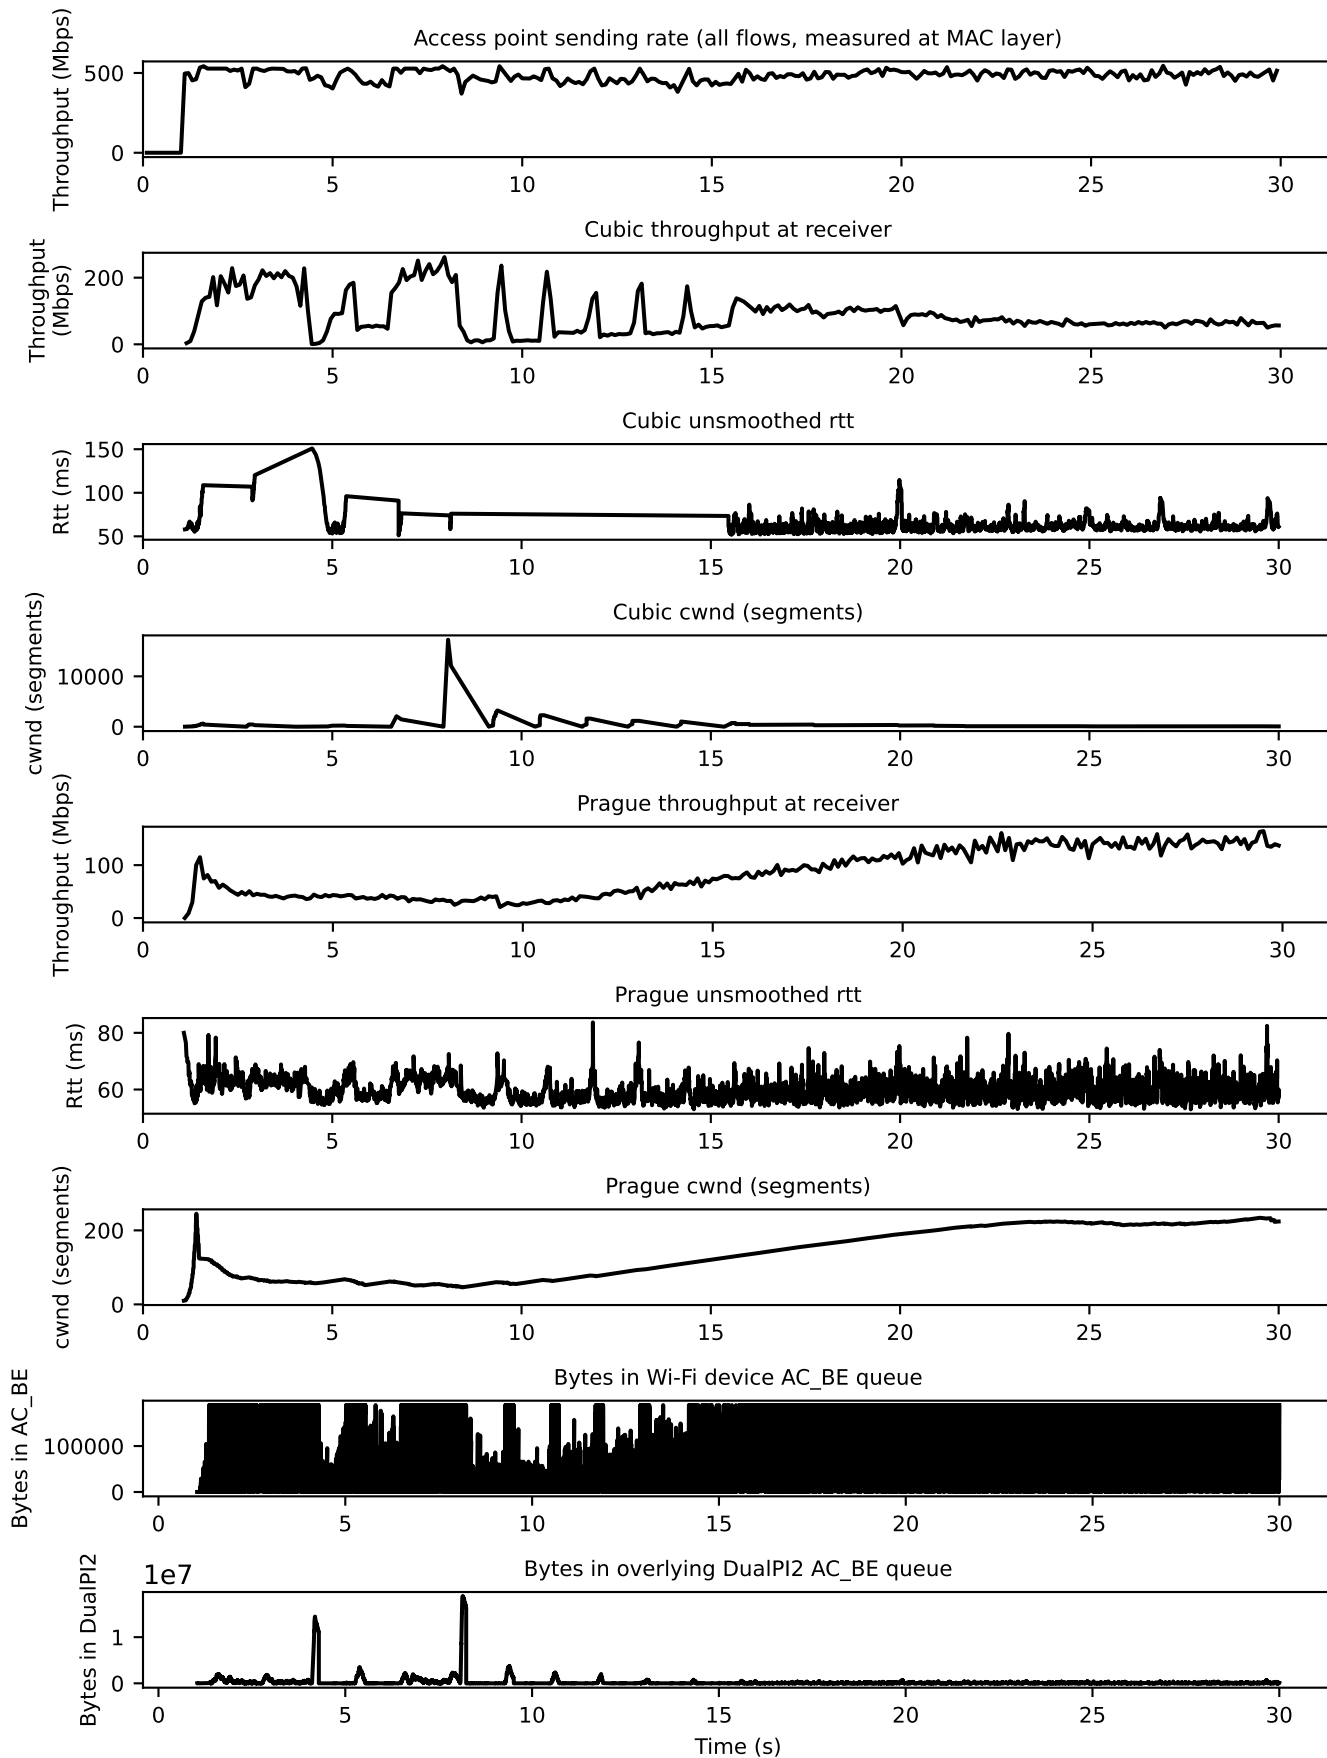 Access point sending rate (all flows, measured at MAC layer)
Throughput (Mbps)
500
0
0 5 10 15 20 25 30
Cubic throughput at receiver
Throughput
(Mbps)
200
0
0 5 10 15 20 25 30
Cubic unsmoothed rtt
Rtt (ms)
150
100
50
0 5 10 15 20 25 30
Cubic cwnd (segments)
cwnd (segments)
10000
0
0 5 10 15 20 25 30
Prague throughput at receiver
Throughput (Mbps)
100
0
0 5 10 15 20 25 30
Prague unsmoothed rtt
Rtt (ms)
80
60
0 5 10 15 20 25 30
Prague cwnd (segments)
cwnd (segments)
200
0
0 5 10 15 20 25 30
Bytes in Wi-Fi device AC_BE queue
Bytes in AC_BE
100000
0
0 5 10 15 20 25 30
Bytes in overlying DualPI2 AC_BE queue
1e7
Bytes in DualPI2
1
0
0 5 10 15 20 25 30
Time (s)